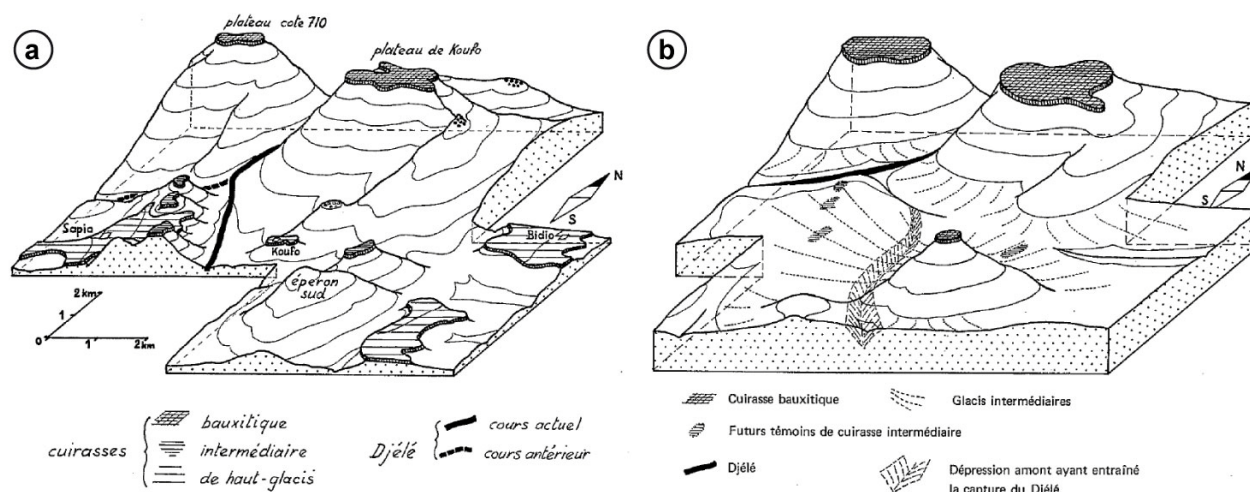 a
plateau cote 710
plateau de Koufo
N
S
Sapia
Koufo
Bidio
éperon
sud
2 km
1
0 1 2 km
cuirasses
bauxitique
intermédiaire
de haut-glacis
Djélé
cours actuel
cours antérieur
b
N
S
Cuirasse bauxitique
Glacis intermédiaires
Futurs témoins de cuirasse intermédiaire
Djélé
Dépression amont ayant entraîné
la capture du Djélé